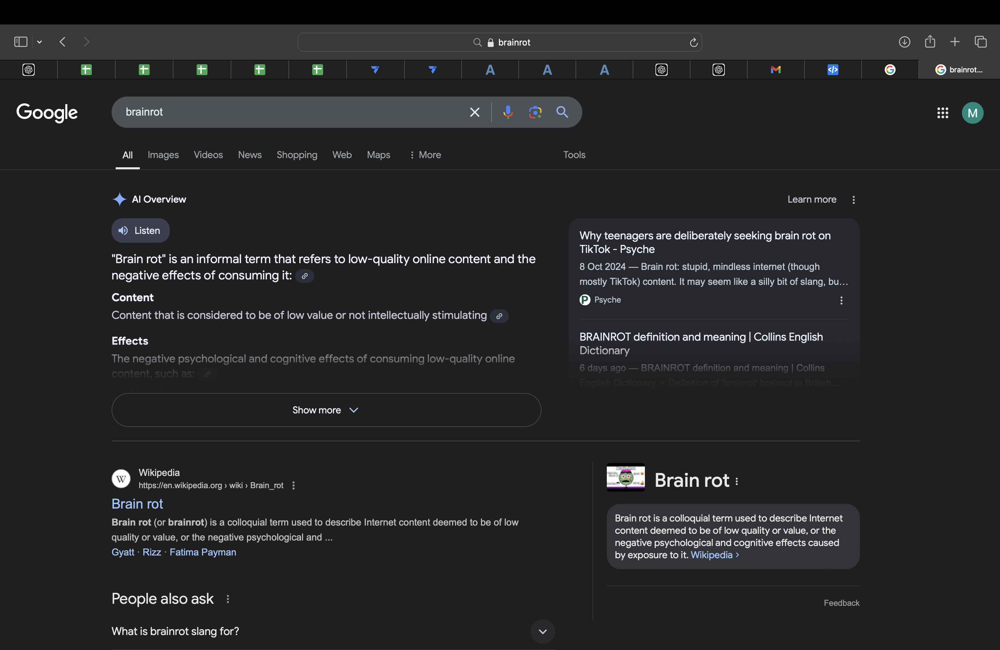 brainrot
brainrot...
Google
brainrot
M
All Images Videos News Shopping Web Maps More Tools
AI Overview
Learn more
Listen
"Brain rot" is an informal term that refers to low-quality online content and the
negative effects of consuming it:
Content
Content that is considered to be of low value or not intellectually stimulating
Effects
The negative psychological and cognitive effects of consuming low-quality online
content, such as:
Show more
Why teenagers are deliberately seeking brain rot on
TikTok - Psyche
8 Oct 2024 — Brain rot: stupid, mindless internet (though
mostly TikTok) content. It may seem like a silly bit of slang, bu...
P Psyche
BRAINROT definition and meaning | Collins English
Dictionary
6 days ago — BRAINROT definition and meaning | Collins
English Dictionary. × Definition of 'brainrot' brainrot in British...
W
Wikipedia
https://en.wikipedia.org › wiki › Brain_rot
Brain rot
Brain rot (or brainrot) is a colloquial term used to describe Internet content deemed to be of low
quality or value, or the negative psychological and ...
Gyatt · Rizz · Fatima Payman
People also ask
What is brainrot slang for?
Brain rot
Brain rot is a colloquial term used to describe Internet
content deemed to be of low quality or value, or the
negative psychological and cognitive effects caused
by exposure to it. Wikipedia ›
Feedback